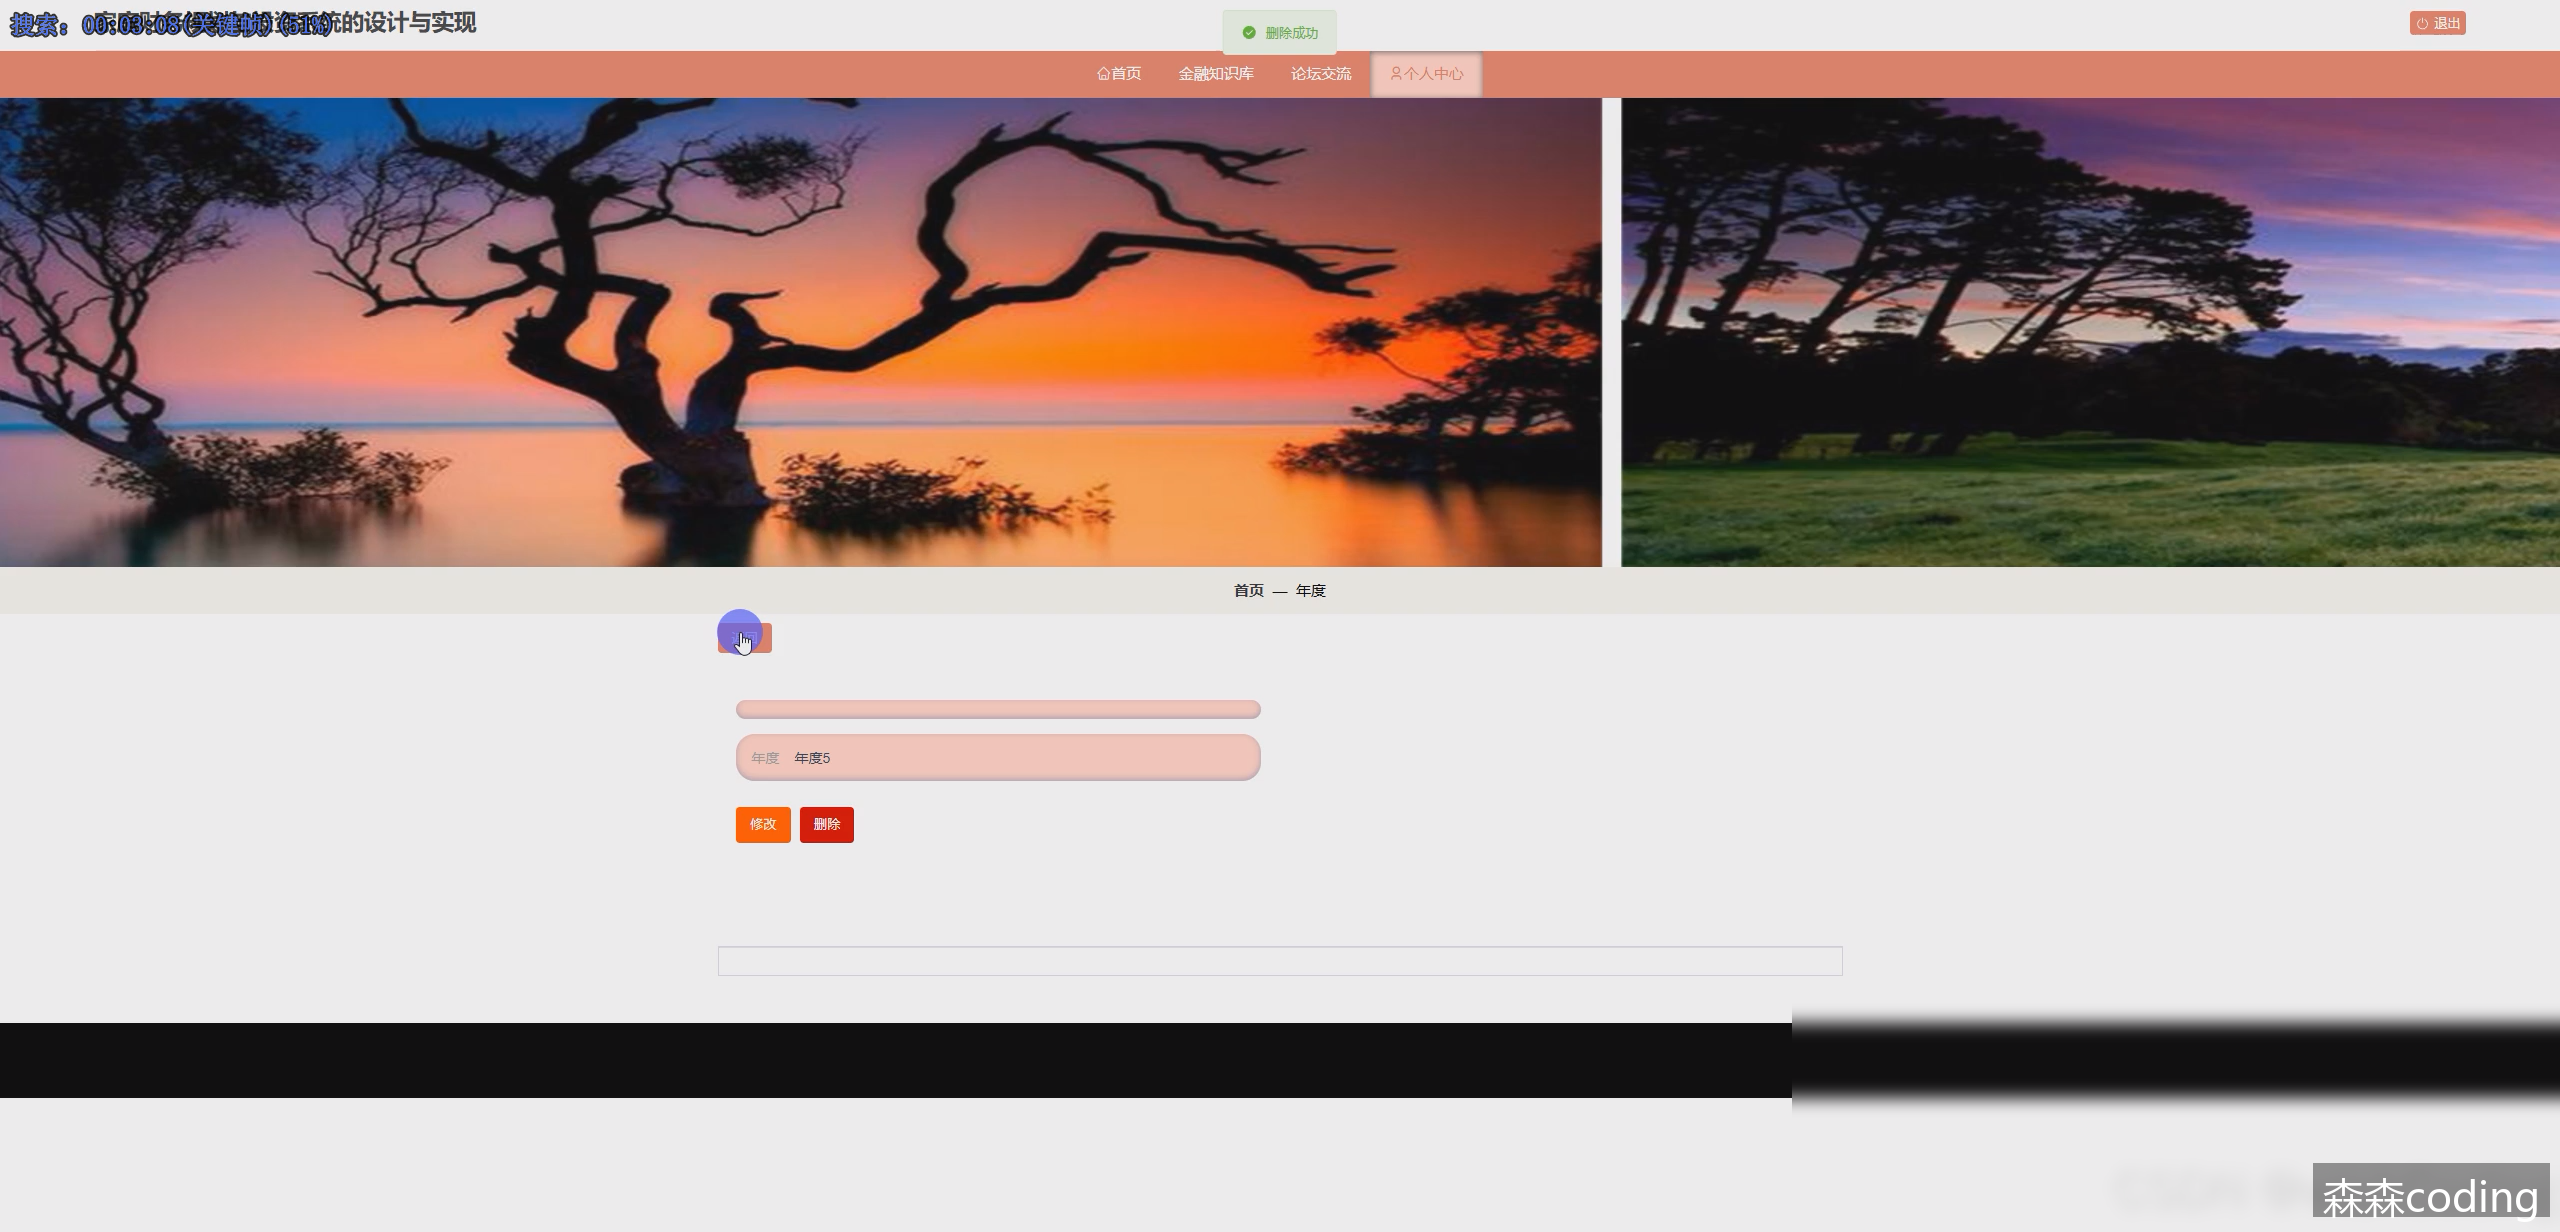 搜索: 00:03:08(关键帧)(51%)
系统的设计与实现
删除成功
退出
首页 金融知识库 论坛交流 个人中心
首页 — 年度
年度 年度5
修改 删除
森森coding